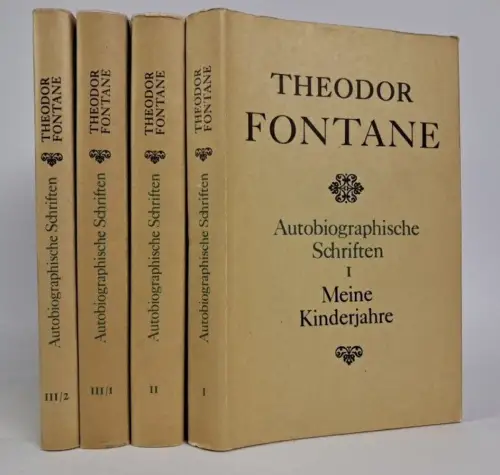 THEODOR
FONTANE
Autobiographische Schriften
III/2
THEODOR
FONTANE
Autobiographische Schriften
III/1
THEODOR
FONTANE
Autobiographische Schriften
II
THEODOR
FONTANE
Autobiographische Schriften
I
THEODOR
FONTANE
Autobiographische
Schriften
I
Meine
Kinderjahre